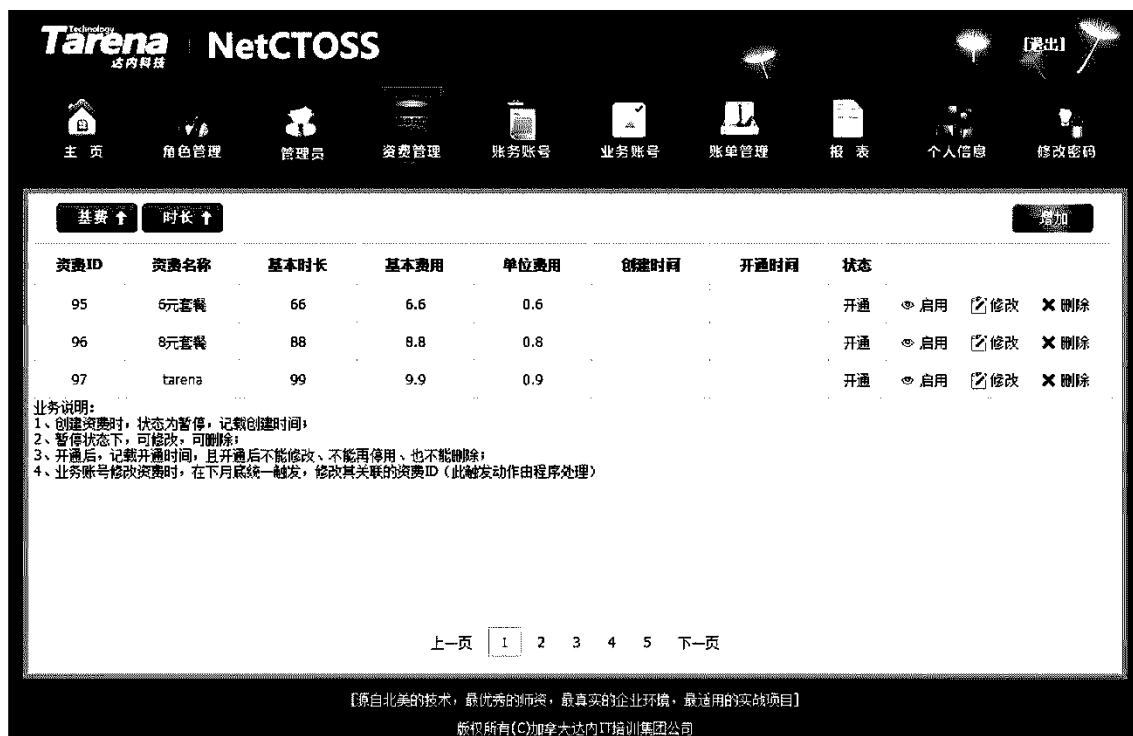 Technology
Tarena
达内科技
NetCTOSS
[退出]
主 页 角色管理 管理员 资费管理 账务账号 业务账号 账单管理 报 表 个人信息 修改密码
基费 时长 增加
资费ID 资费名称 基本时长 基本费用 单位费用 创建时间 开通时间 状态
95 6元套餐 66 6.6 0.6 开通 启用 修改 删除
96 8元套餐 88 8.8 0.8 开通 启用 修改 删除
97 tarena 99 9.9 0.9 开通 启用 修改 删除
业务说明:
1、创建资费时,状态为暂停,记载创建时间;
2、暂停状态下,可修改,可删除;
3、开通后,记载开通时间,且开通后不能修改、不能再停用、也不能删除;
4、业务账号修改资费时,在下月底统一触发,修改其关联的资费ID(此触发动作由程序处理)
上一页 1 2 3 4 5 下一页
[源自北美的技术,最优秀的师资,最真实的企业环境,最适用的实战项目]
版权所有(C)加拿大达内IT培训集团公司